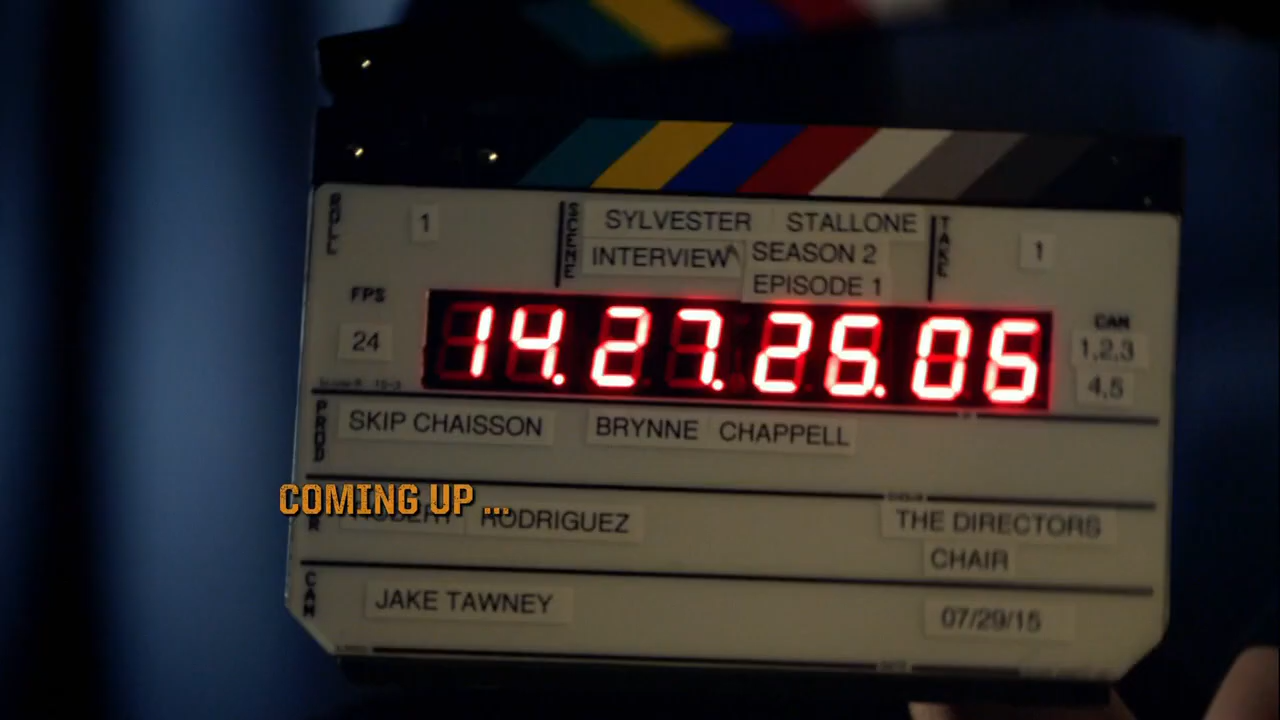 ROLL 1 SCENE SYLVESTER STALLONE TAKE 1
INTERVIEW SEASON 2
EPISODE 1
FPS CAM
24 14.27.25.05 1,2,3
4,5
PROD SKIP CHAISSON BRYNNE CHAPPELL
COMING UP ...
RODRIGUEZ THE DIRECTORS
CHAIR
CAM JAKE TAWNEY 07/29/15